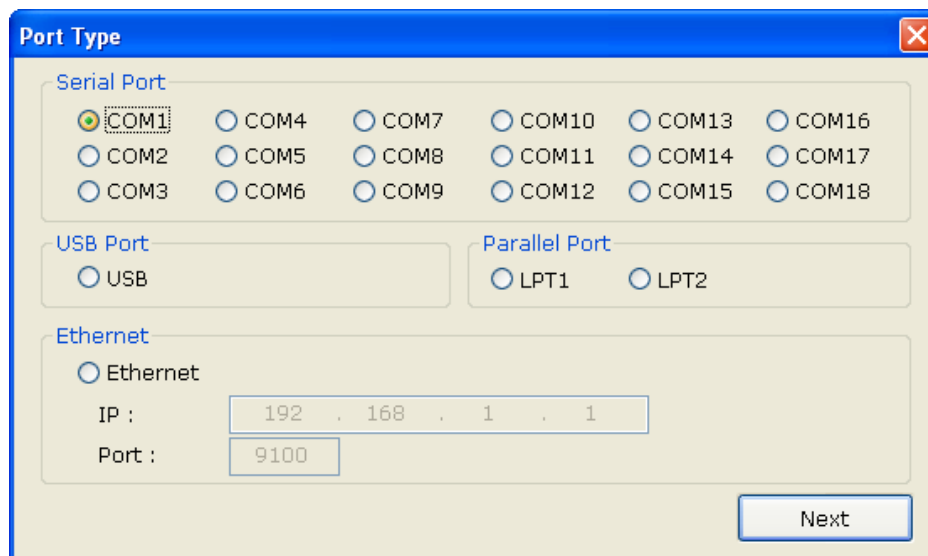 Port Type
Serial Port
COM1 COM4 COM7 COM10 COM13 COM16
COM2 COM5 COM8 COM11 COM14 COM17
COM3 COM6 COM9 COM12 COM15 COM18
USB Port Parallel Port
USB LPT1 LPT2
Ethernet
Ethernet
IP : 192 . 168 . 1 . 1
Port : 9100
Next